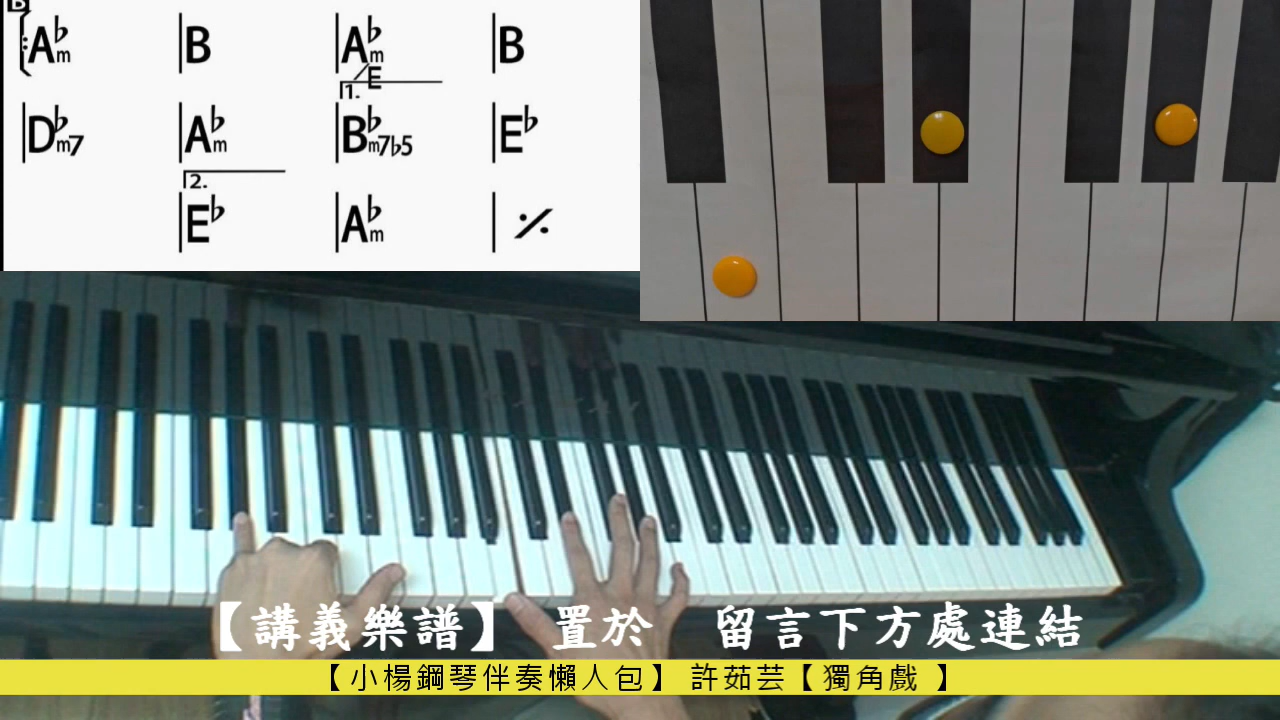 B
A♭m B A♭m/E B
1.
D♭m7 A♭m B♭m7♭5 E♭
2.
E♭ A♭m
【講義樂譜】 置於 留言下方處連結
【小楊鋼琴伴奏懶人包】 許茹芸【獨角戲 】